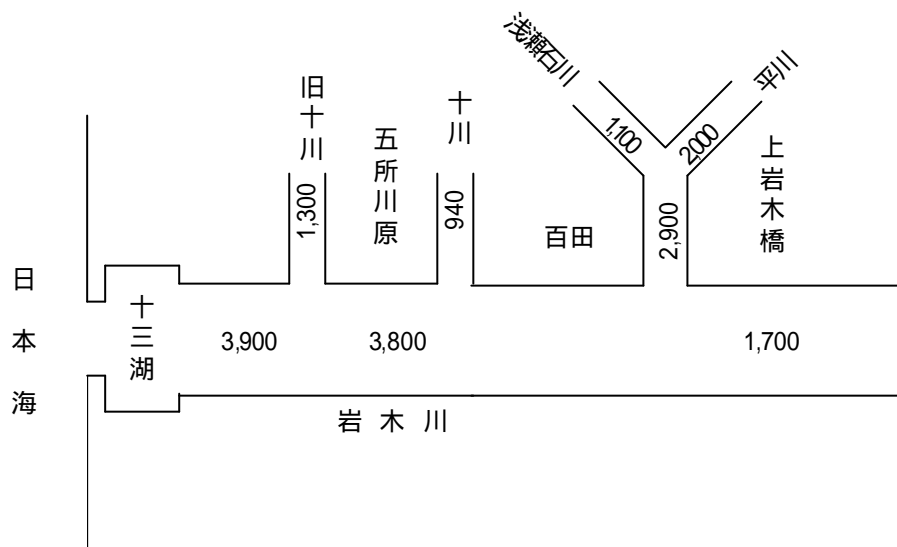 浅瀬石川
平川
旧十川
五所川原
十川
上岩木橋
1,100
2,000
1,300
940
百田
2,900
日本海
十三湖
3,900
3,800
1,700
岩木川